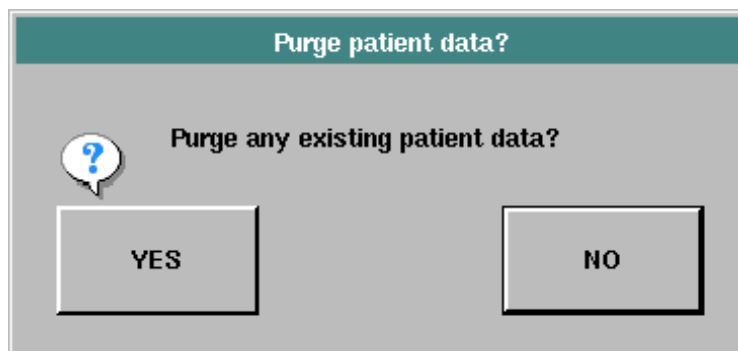 Purge patient data?
Purge any existing patient data?
?
YES
NO